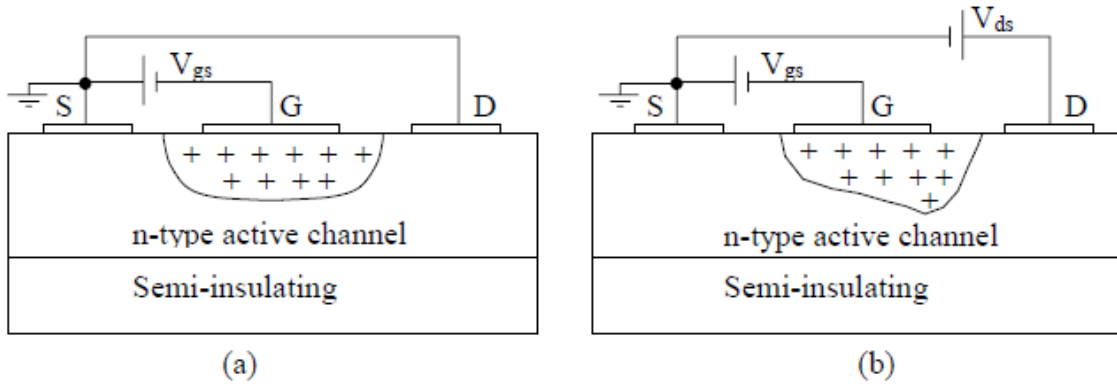 V_gs
S G D
+ + + + + +
+ + + +
n-type active channel
Semi-insulating
(a)
V_ds
V_gs
S G D
+ + + + +
+ + + +
+
n-type active channel
Semi-insulating
(b)